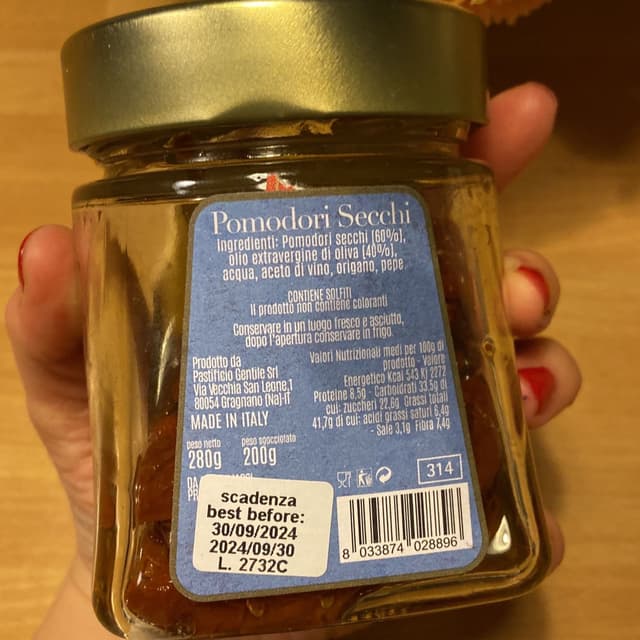 Pomodori Secchi
Ingredienti: Pomodori secchi (60%),
olio extravergine di oliva (40%),
acqua, aceto di vino, origano, pepe.
CONTIENE SOLFITI
Il prodotto non contiene coloranti
Conservare in un luogo fresco e asciutto,
dopo l'apertura conservare in frigo.
Prodotto da
Pastificio Gentile Srl
Via Vecchia San Leone,1
80054 Gragnano (Na)-IT
MADE IN ITALY
peso netto
280g
peso sgocciolato
200g
Valori Nutrizionali medi per 100g di
prodotto - Valore
Energetico Kcal 543 Kj 2272
Proteine 8,5g - Carboidrati 33,5g di
cui: zuccheri 22,6g Grassi totali
41,7g di cui: acidi grassi saturi 6,4g
- Sale 3,1g Fibra 7,4g
314
scadenza
best before:
30/09/2024
2024/09/30
L. 2732C
8 033874 028896